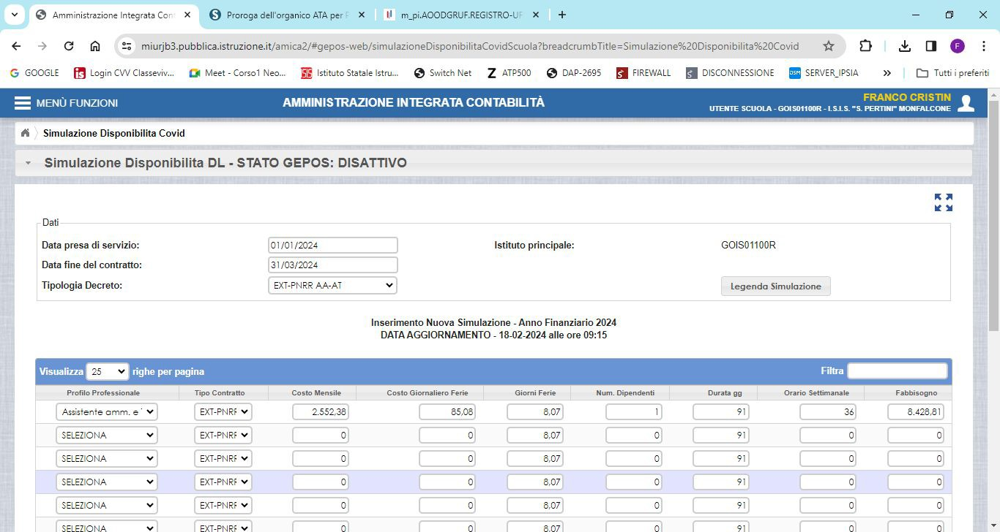 Amministrazione Integrata Con
Proroga dell'organico ATA per F
m_pi.AOODGRUF.REGISTRO-UF
miurjb3.pubblica.istruzione.it/amica2/#gepos-web/simulazioneDisponibilitaCovidScuola?breadcrumbTitle=Simulazione%20Disponibilita%20Covid
F
GOOGLE Login CVV Classeviv... Meet - Corso1 Neo... Istituto Statale Istru... Switch Net ATP500 DAP-2695 FIREWALL DISCONNESSIONE SERVER_IPSIA » Tutti i preferiti
MENÙ FUNZIONI
AMMINISTRAZIONE INTEGRATA CONTABILITÀ
FRANCO CRISTIN
UTENTE SCUOLA - GOIS01100R - I.S.I.S. "S. PERTINI" MONFALCONE
Simulazione Disponibilita Covid
Simulazione Disponibilita DL - STATO GEPOS: DISATTIVO
Dati
Data presa di servizio: 01/01/2024 Istituto principale: GOIS01100R
Data fine del contratto: 31/03/2024
Tipologia Decreto: EXT-PNRR AA-AT Legenda Simulazione
Inserimento Nuova Simulazione - Anno Finanziario 2024
DATA AGGIORNAMENTO - 18-02-2024 alle ore 09:15
Visualizza 25 righe per pagina Filtra
Profilo Professionale Tipo Contratto Costo Mensile Costo Giornaliero Ferie Giorni Ferie Num. Dipendenti Durata gg Orario Settimanale Fabbisogno
Assistente amm. e EXT-PNRR 2.552,38 85,08 8,07 1 91 36 8.428,81
SELEZIONA EXT-PNRR 0 0 8,07 0 91 0 0
SELEZIONA EXT-PNRR 0 0 8,07 0 91 0 0
SELEZIONA EXT-PNRR 0 0 8,07 0 91 0 0
SELEZIONA EXT-PNRR 0 0 8,07 0 91 0 0
SELEZIONA EXT-PNRR 0 0 8,07 0 91 0 0